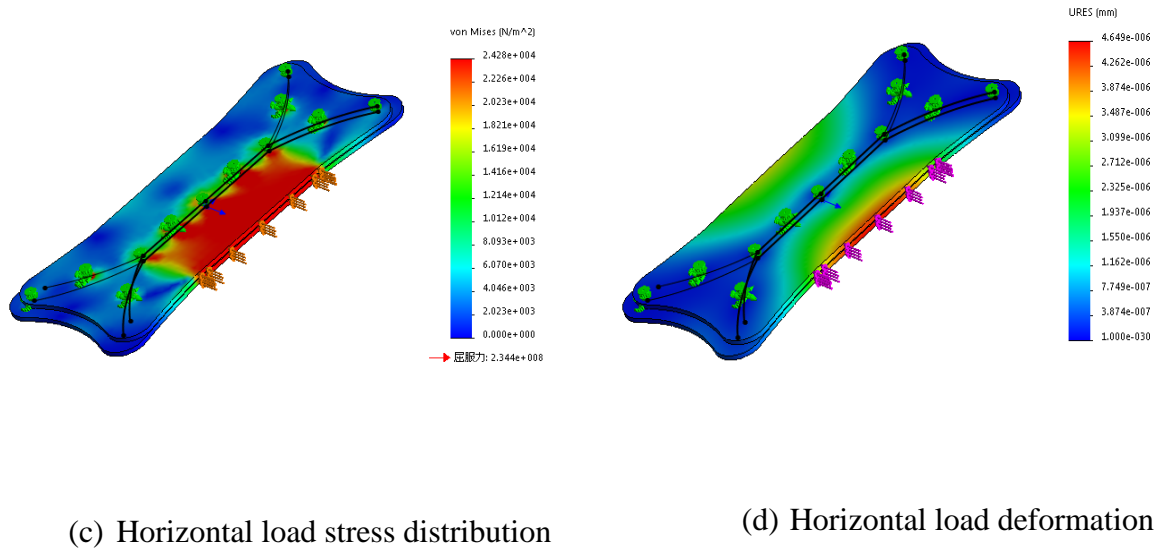 von Mises (N/m^2)
2.428e+004
2.226e+004
2.023e+004
1.821e+004
1.619e+004
1.416e+004
1.214e+004
1.012e+004
8.093e+003
6.070e+003
4.046e+003
2.023e+003
0.000e+000
屈服力: 2.344e+008
URES (mm)
4.649e-006
4.262e-006
3.874e-006
3.099e-006
2.712e-006
2.325e-006
1.937e-006
1.550e-006
1.162e-006
7.749e-007
3.874e-007
1.000e-030
(c) Horizontal load stress distribution
(d) Horizontal load deformation